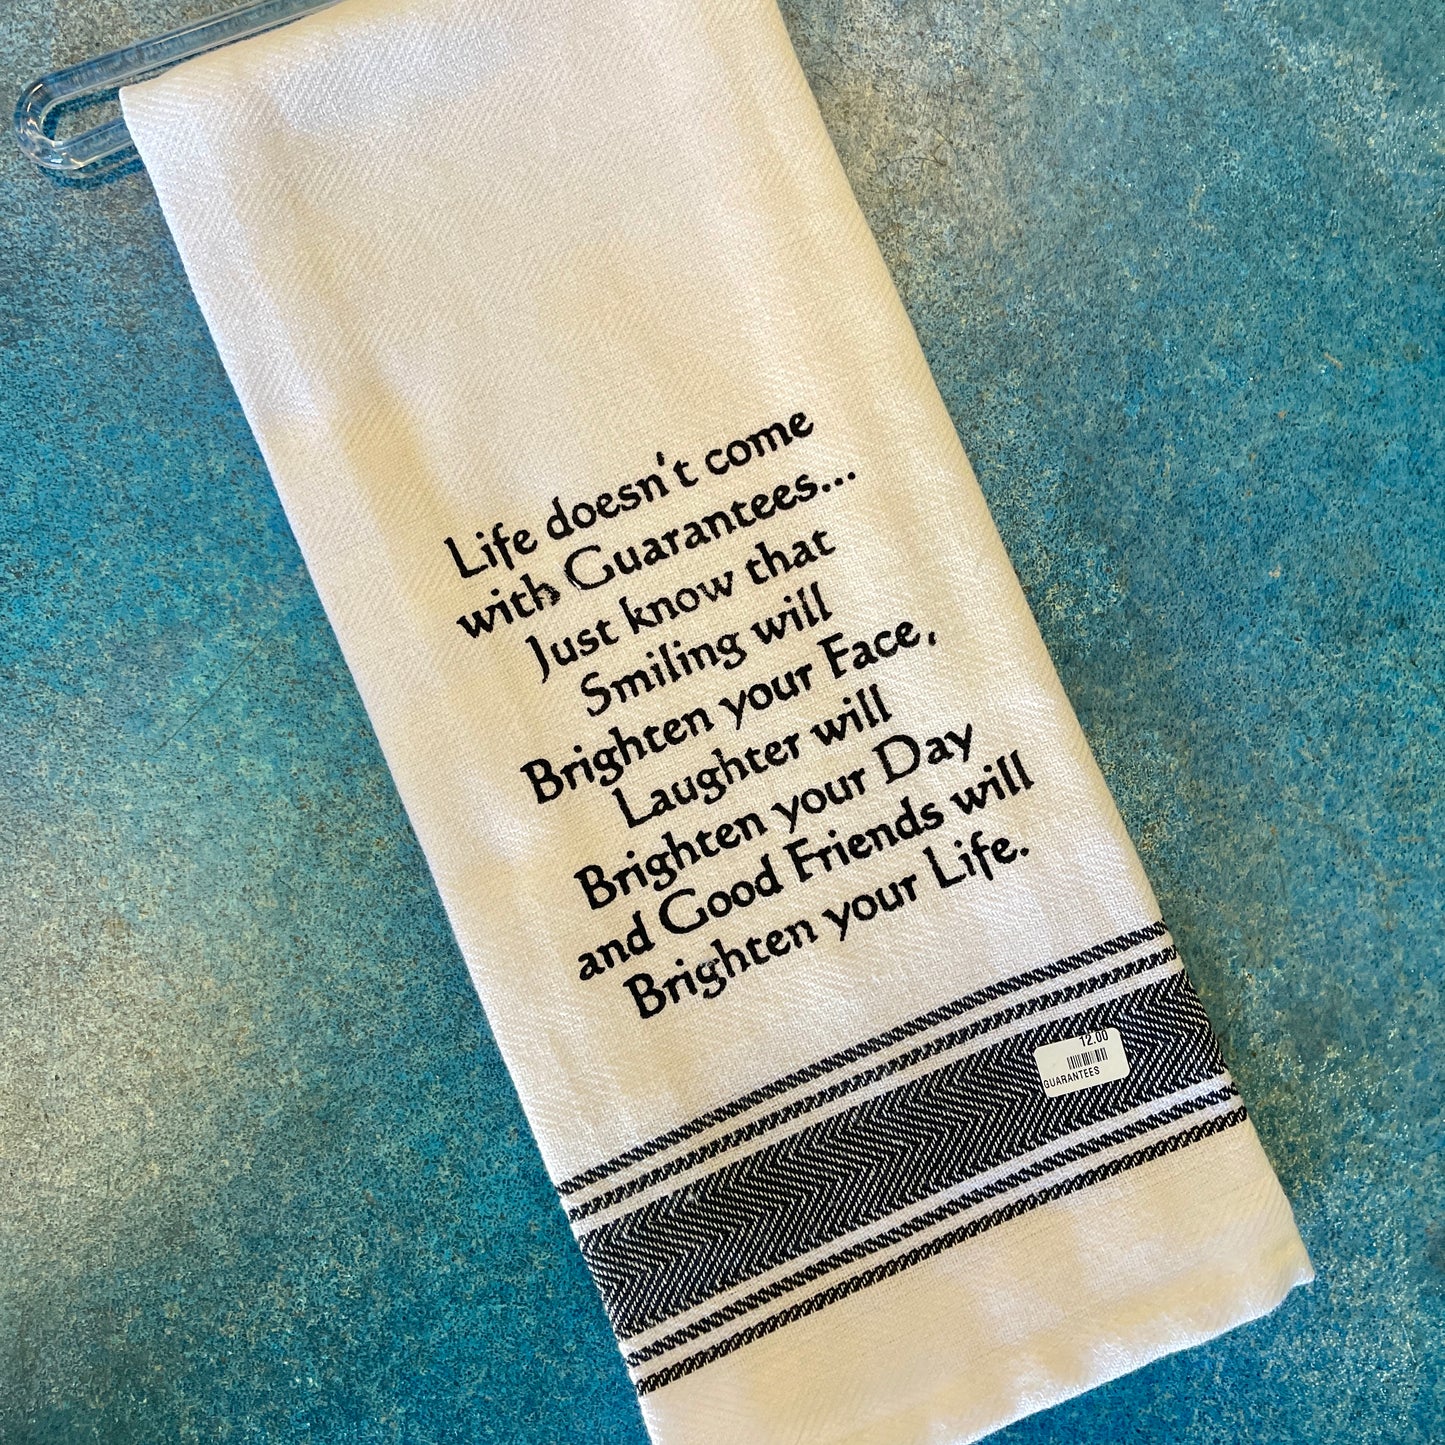 Life doesn't come
with Guarantees...
Just know that
Smiling will
Brighten your Face,
Laughter will
Brighten your Day
and Good Friends will
Brighten your Life.
12.00
GUARANTEES